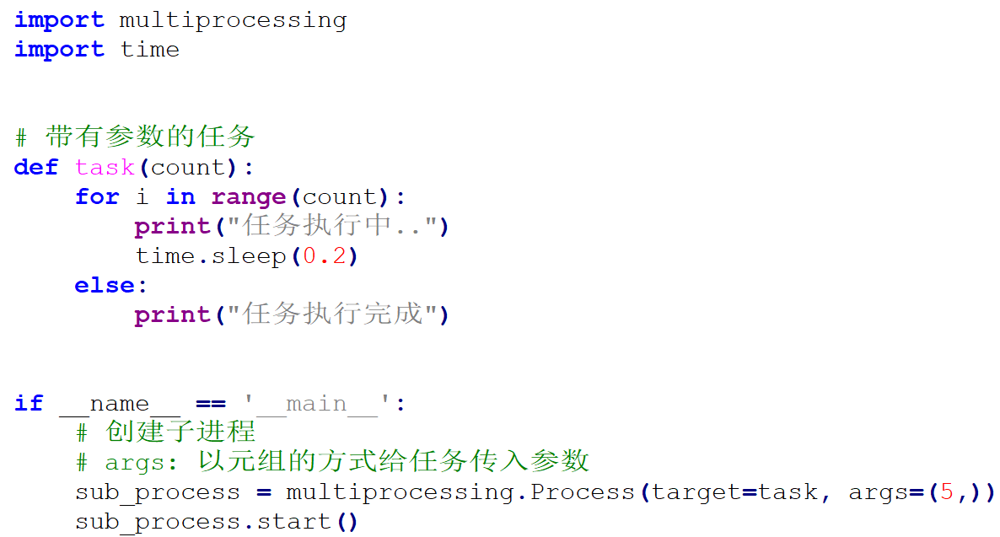 import multiprocessing
import time
# 带有参数的任务
def task(count):
    for i in range(count):
        print("任务执行中..")
        time.sleep(0.2)
    else:
        print("任务执行完成")
if __name__ == '__main__':
    # 创建子进程
    # args: 以元组的方式给任务传入参数
    sub_process = multiprocessing.Process(target=task, args=(5,))
    sub_process.start()